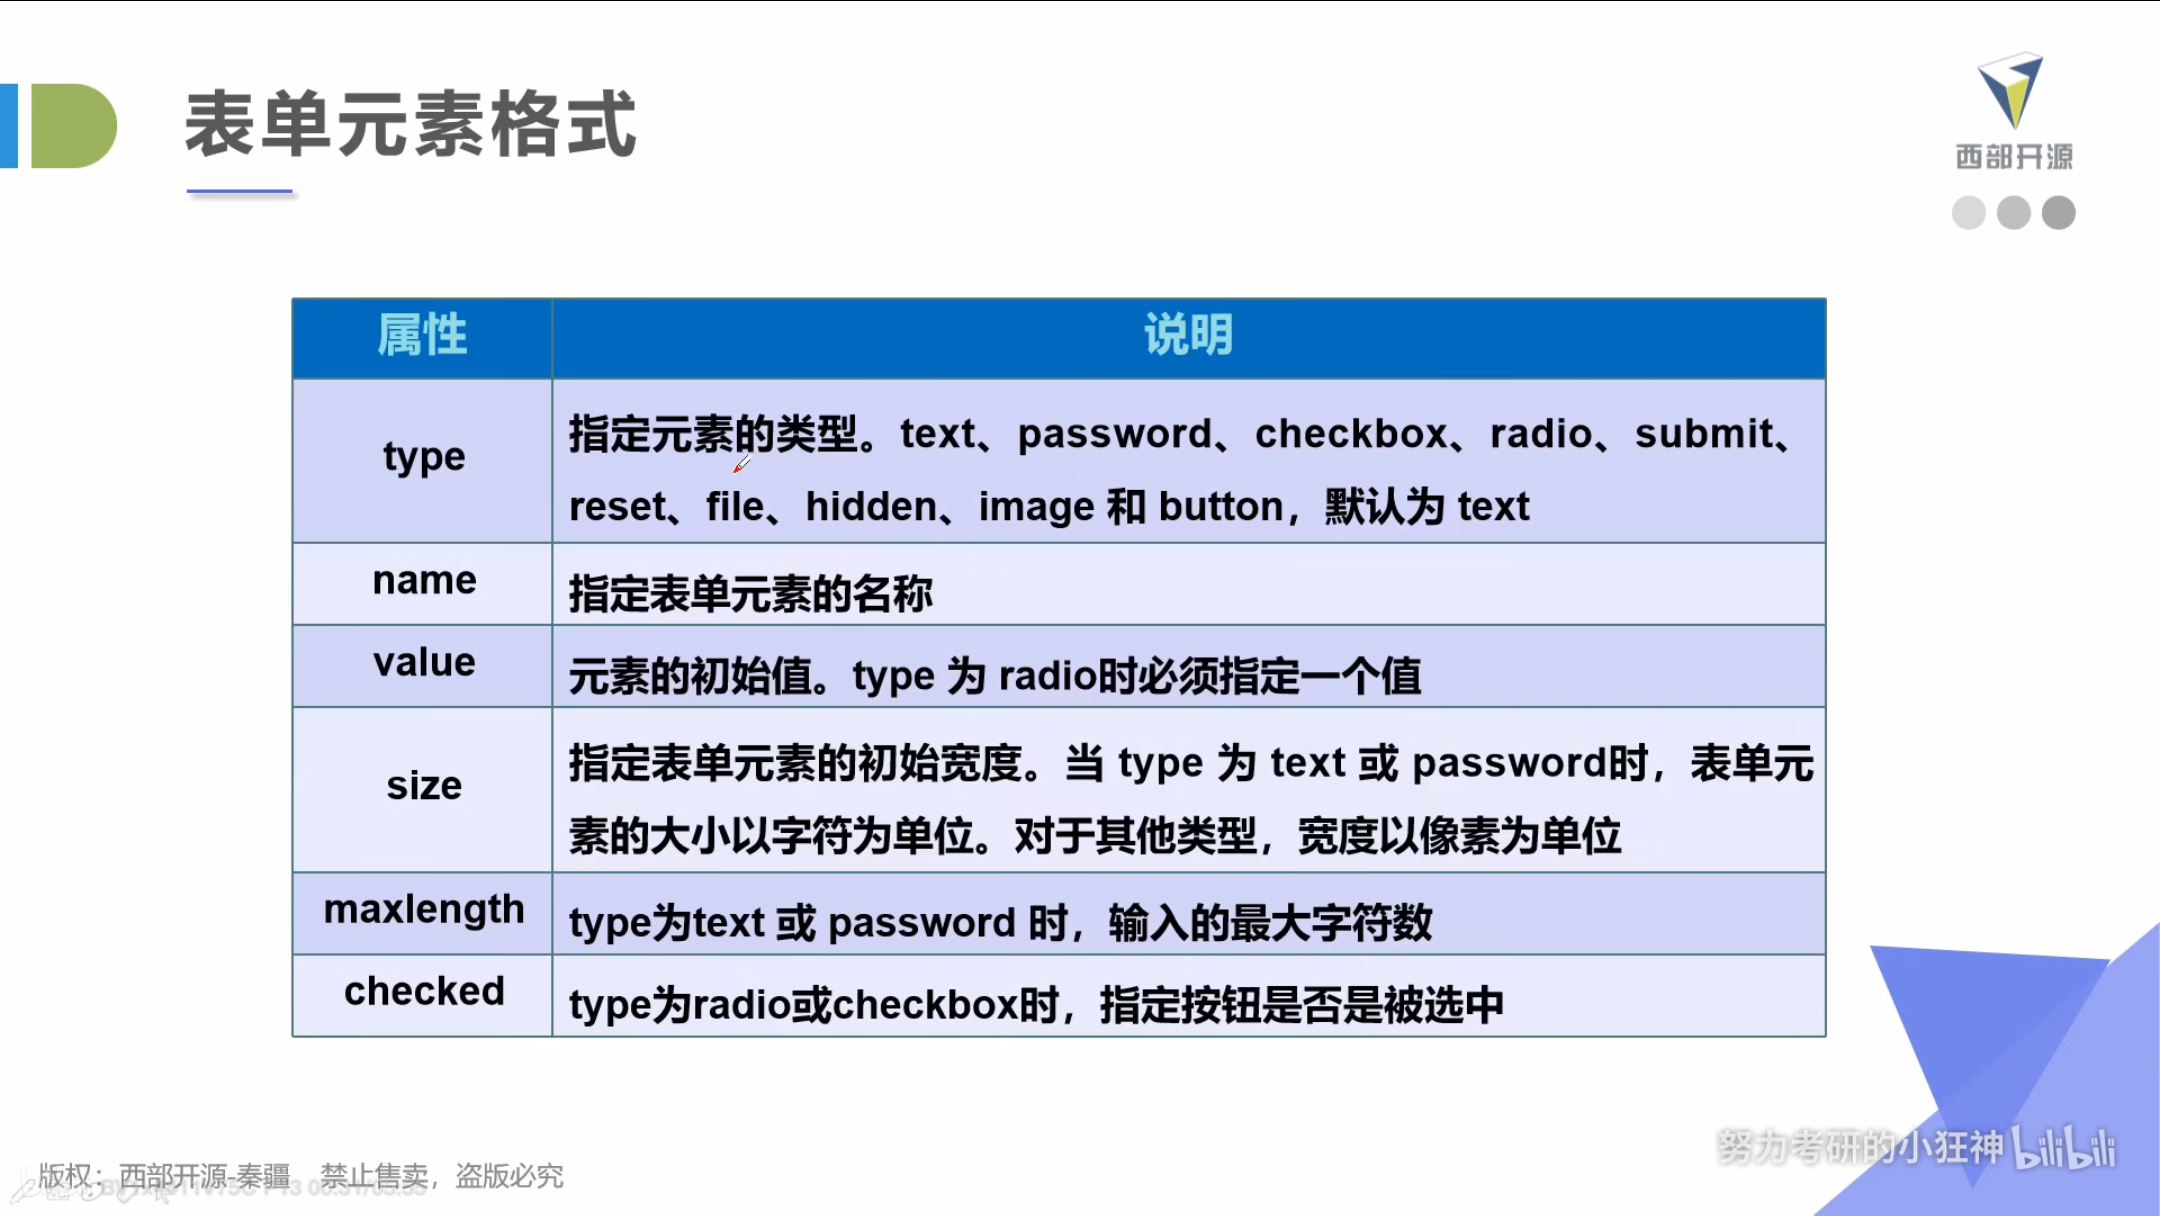 表单元素格式
西部开源
属性 说明
type 指定元素的类型。text、password、checkbox、radio、submit、
reset、file、hidden、image 和 button，默认为 text
name 指定表单元素的名称
value 元素的初始值。type 为 radio时必须指定一个值
size 指定表单元素的初始宽度。当 type 为 text 或 password时，表单元
素的大小以字符为单位。对于其他类型，宽度以像素为单位
maxlength type为text 或 password 时，输入的最大字符数
checked type为radio或checkbox时，指定按钮是否是被选中
努力考研的小狂神 bilibili
版权：西部开源-秦疆 禁止售卖，盗版必究